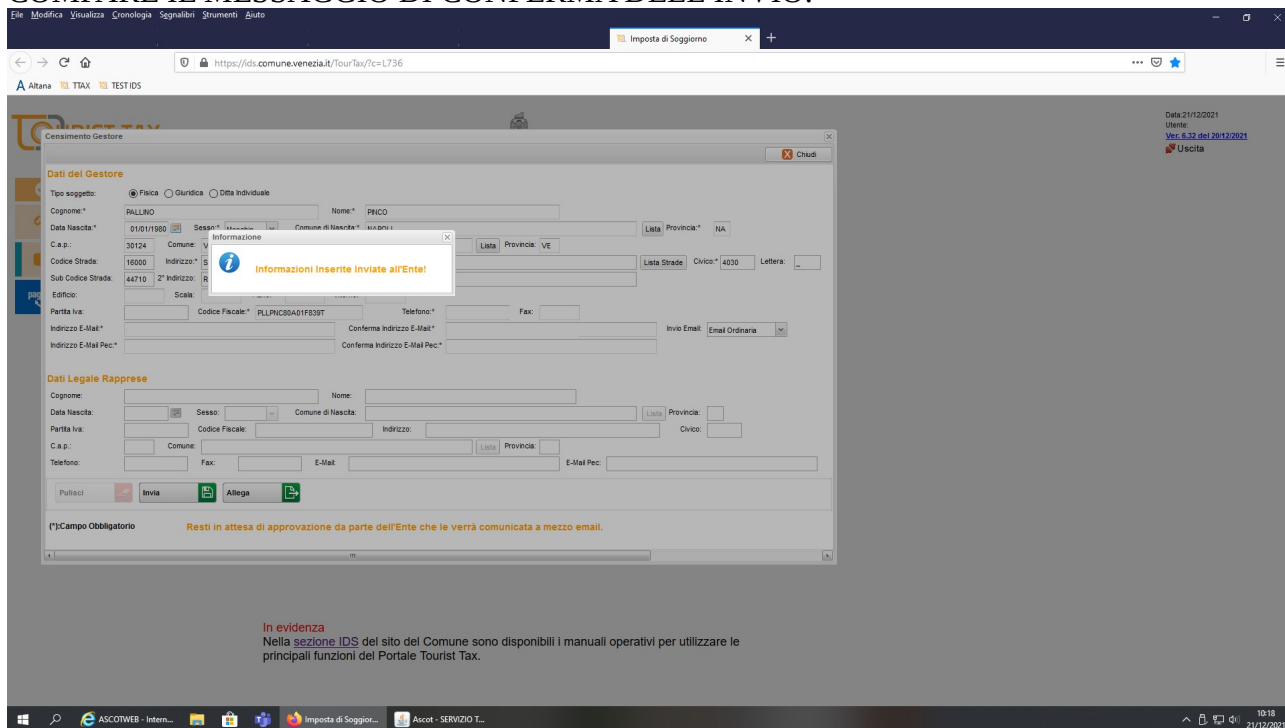 COMPARE IL MESSAGGIO DI CONFERMA DELL'INVIO:
File Modifica Visualizza Cronologia Segnalibri Strumenti Aiuto
Imposta di Soggiorno
https://ids.comune.venezia.it/TourTax/?c=L736
Altana TTAX TEST IDS
TOURIST TAX
Data:21/12/2021
Utente:
Ver. 6.32 del 20/12/2021
Uscita
Censimento Gestore
Chiudi
Dati del Gestore
Tipo soggetto: Fisica Giuridica Ditta Individuale
Cognome:* PALLINO Nome:* PINCO
Data Nascita:* 01/01/1980 Sesso:* Maschio Comune di Nascita:* NAPOLI Lista Provincia:* NA
C.a.p.: 30124 Comune: V Lista Provincia: VE
Codice Strada: 16000 Indirizzo:* S Lista Strade Civico:* 4030 Lettera: _
Sub Codice Strada: 44710 2° Indirizzo: R
Edificio: Scala:
Informazione
Informazioni Inserite Inviate all'Ente!
Partita Iva: Codice Fiscale:* PLLPNC80A01F839T Telefono:* Fax:
Indirizzo E-Mail:* Conferma Indirizzo E-Mail:* Invio Email: Email Ordinaria
Indirizzo E-Mail Pec:* Conferma Indirizzo E-Mail Pec:*
Dati Legale Rapprese
Cognome: Nome:
Data Nascita: Sesso: Comune di Nascita: Lista Provincia:
Partita Iva: Codice Fiscale: Indirizzo: Civico:
C.a.p.: Comune: Lista Provincia:
Telefono: Fax: E-Mail: E-Mail Pec:
Pulisci Invia Allega
(*):Campo Obbligatorio Resti in attesa di approvazione da parte dell'Ente che le verrà comunicata a mezzo email.
In evidenza
Nella sezione IDS del sito del Comune sono disponibili i manuali operativi per utilizzare le
principali funzioni del Portale Tourist Tax.
ASCOTWEB - Intern... Imposta di Soggior... Ascot - SERVIZIO T...
10:18
21/12/2021